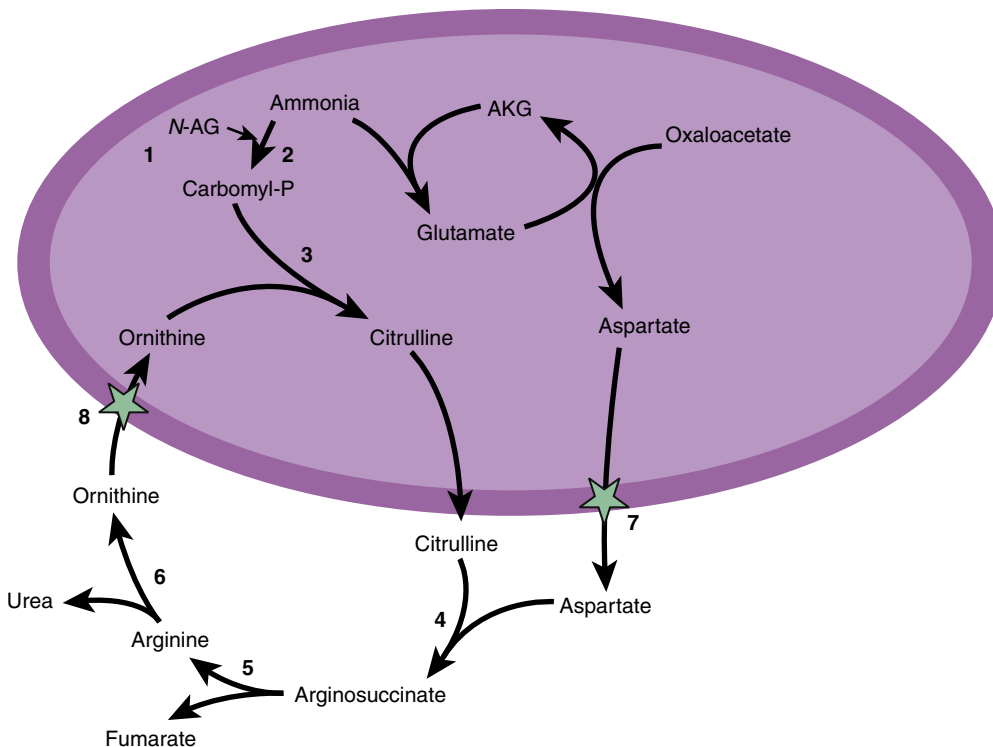 Ammonia
AKG
N-AG
Oxaloacetate
1
2
Carbomyl-P
Glutamate
3
Ornithine
Citrulline
Aspartate
8
Ornithine
7
Citrulline
6
Urea
Aspartate
4
Arginine
5
Arginosuccinate
Fumarate